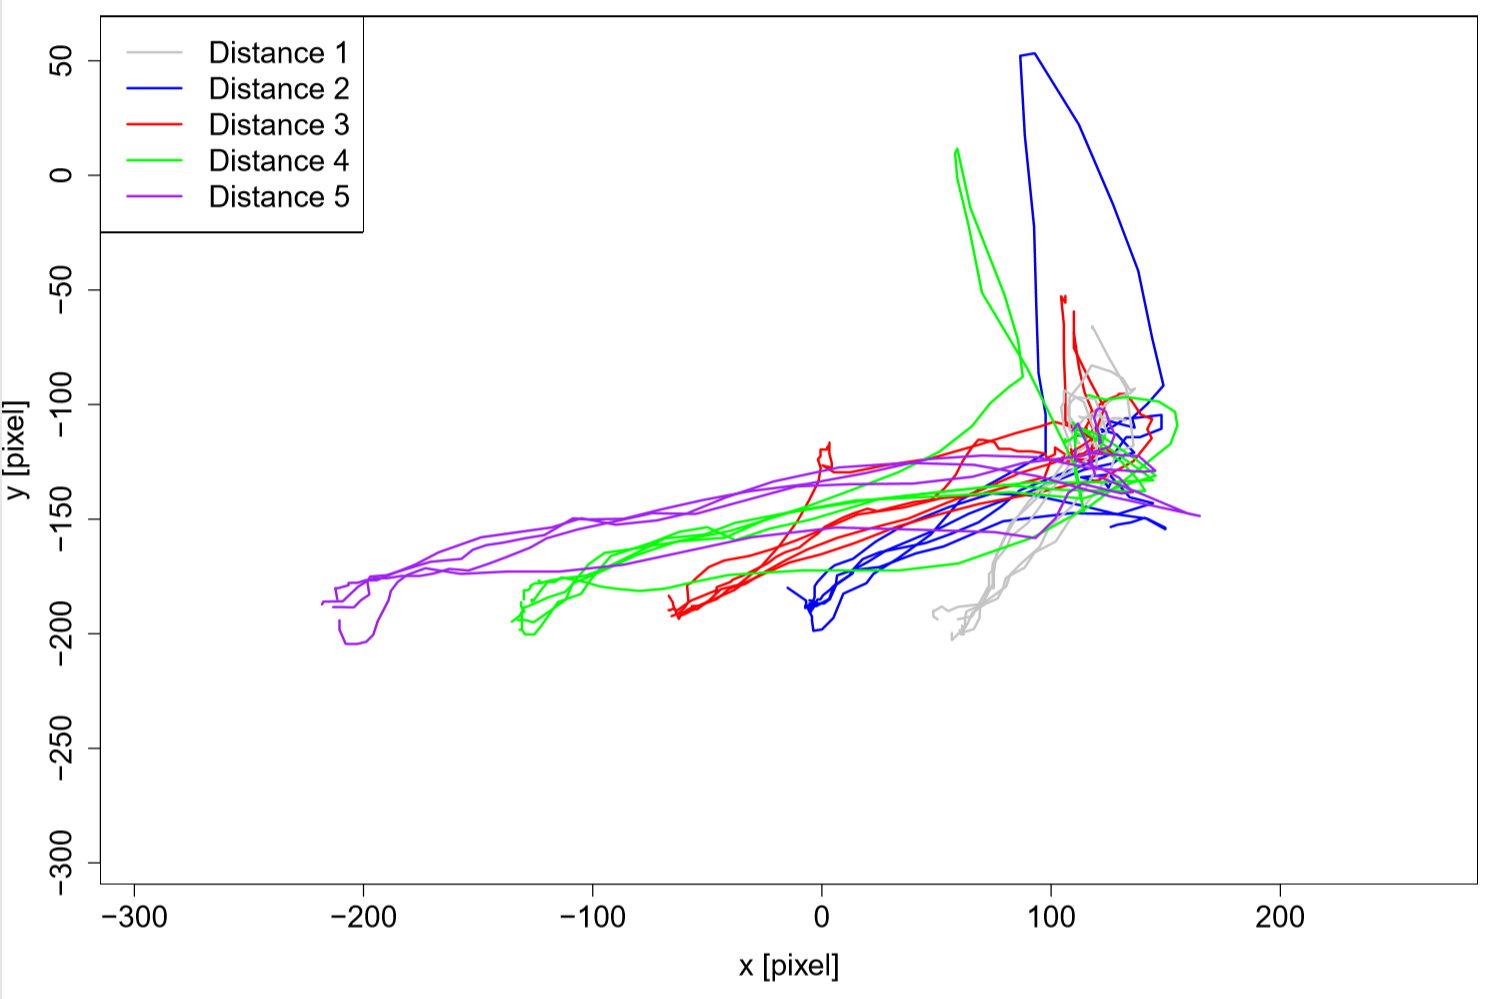 Distance 1
Distance 2
Distance 3
Distance 4
Distance 5
50
0
−50
−100
−150
−200
−250
−300
y [pixel]
−300 −200 −100 0 100 200
x [pixel]